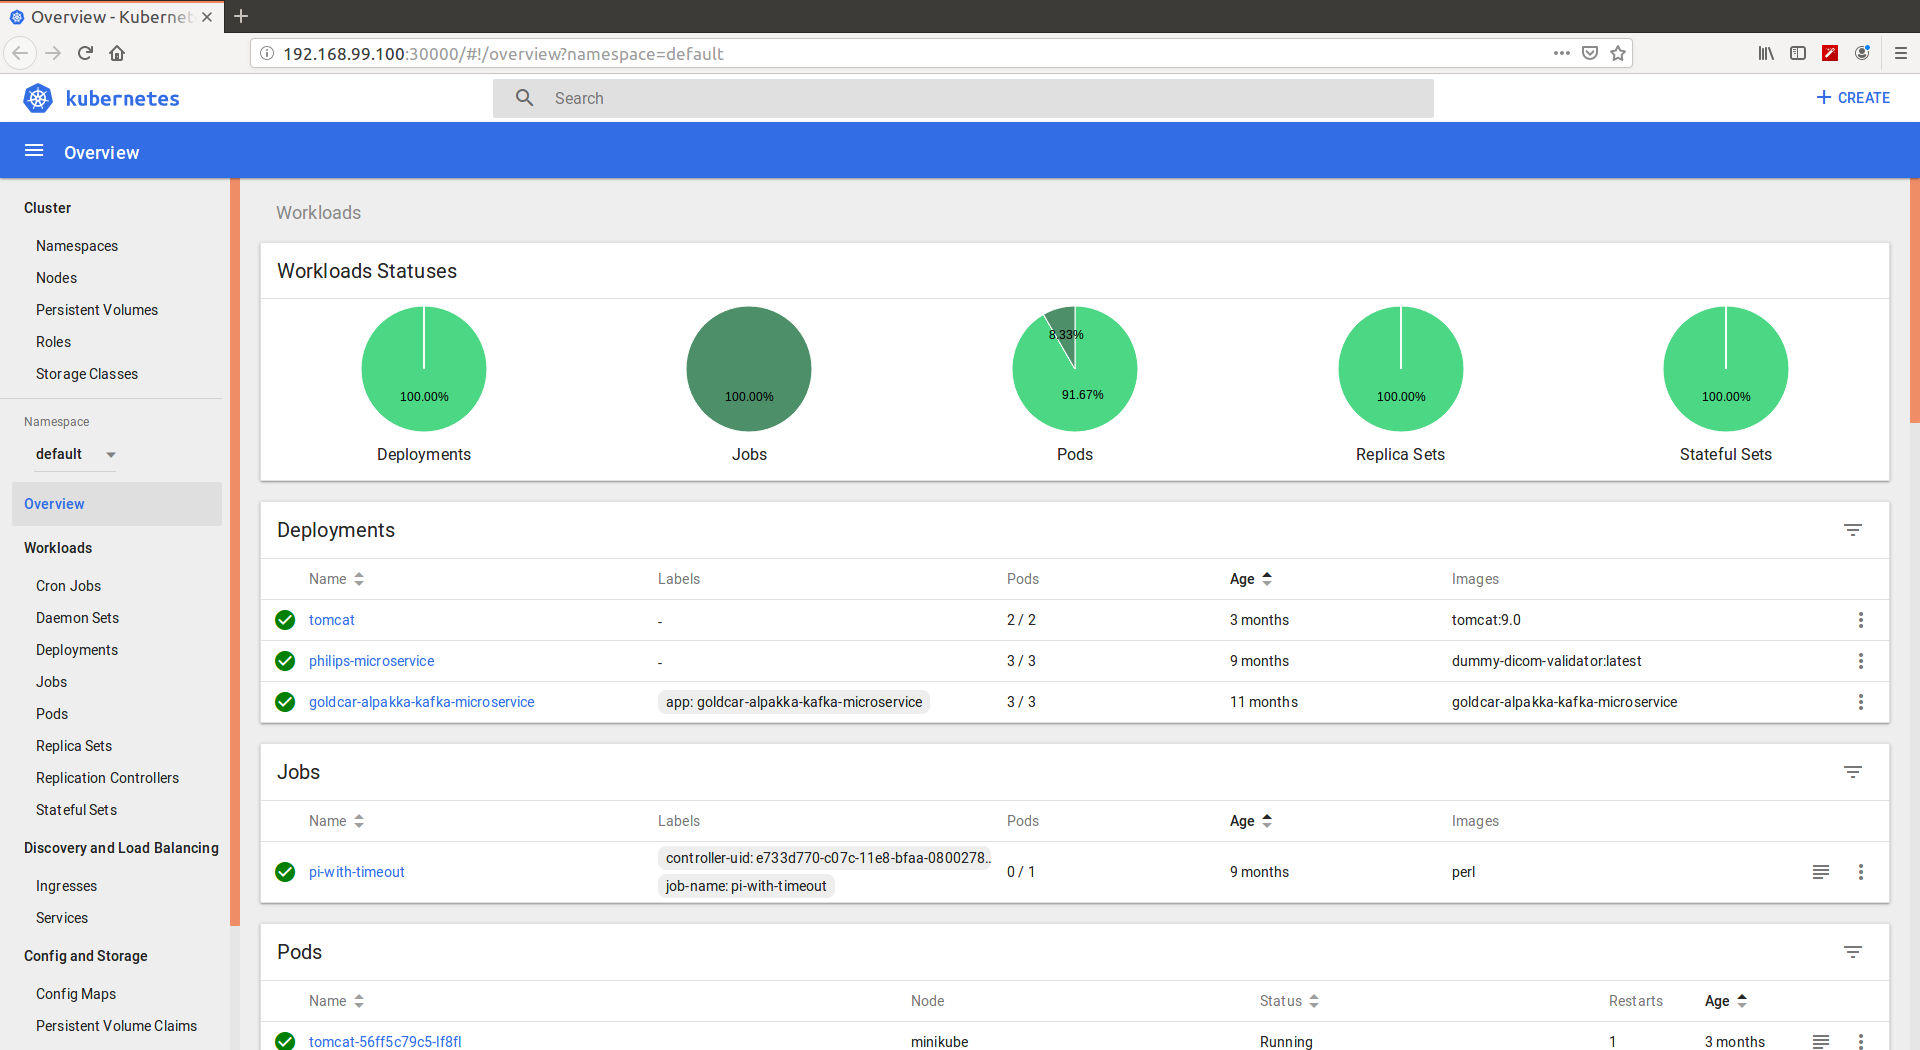 Overview - Kubernet
192.168.99.100:30000/#!/overview?namespace=default
kubernetes
Search
CREATE
Overview
Cluster
Namespaces
Nodes
Persistent Volumes
Roles
Storage Classes
Namespace
default
Overview
Workloads
Cron Jobs
Daemon Sets
Deployments
Jobs
Pods
Replica Sets
Replication Controllers
Stateful Sets
Discovery and Load Balancing
Ingresses
Services
Config and Storage
Config Maps
Persistent Volume Claims
Workloads
Workloads Statuses
100.00%
Deployments
100.00%
Jobs
8.33%
91.67%
Pods
100.00%
Replica Sets
100.00%
Stateful Sets
Deployments
Name Labels Pods Age Images
tomcat - 2 / 2 3 months tomcat:9.0
philips-microservice - 3 / 3 9 months dummy-dicom-validator:latest
goldcar-alpakka-kafka-microservice app: goldcar-alpakka-kafka-microservice 3 / 3 11 months goldcar-alpakka-kafka-microservice
Jobs
Name Labels Pods Age Images
controller-uid: e733d770-c07c-11e8-bfaa-0800278..
pi-with-timeout 0 / 1 9 months perl
job-name: pi-with-timeout
Pods
Name Node Status Restarts Age
tomcat-56ff5c79c5-lf8fl minikube Running 1 3 months